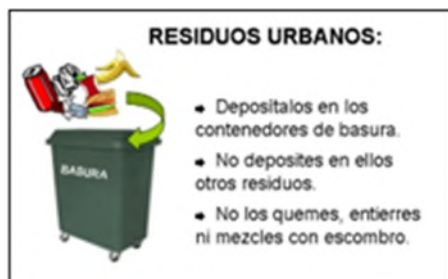 RESIDUOS URBANOS:
➨ Deposítalos en los
contenedores de basura.
➨ No deposites en ellos
otros residuos.
➨ No los quemes, entierres
ni mezcles con escombro.
BASURA